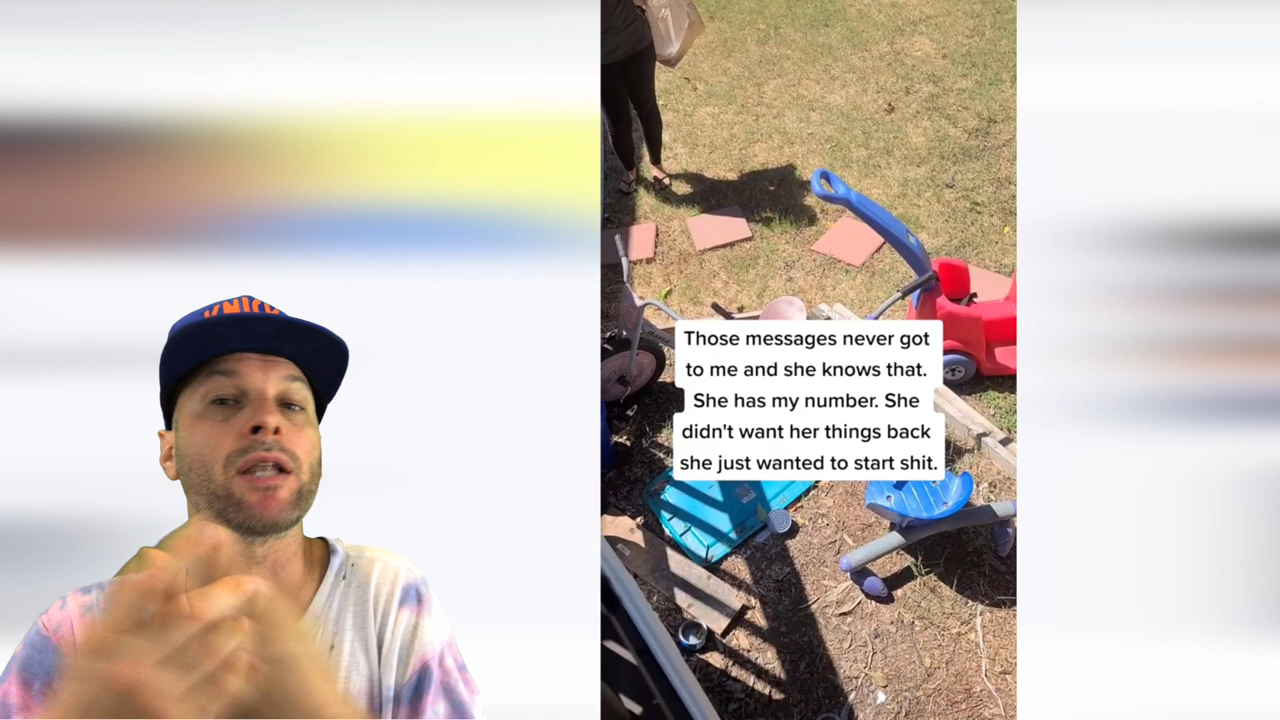 KNICK
Those messages never got
to me and she knows that.
She has my number. She
didn't want her things back
she just wanted to start shit.